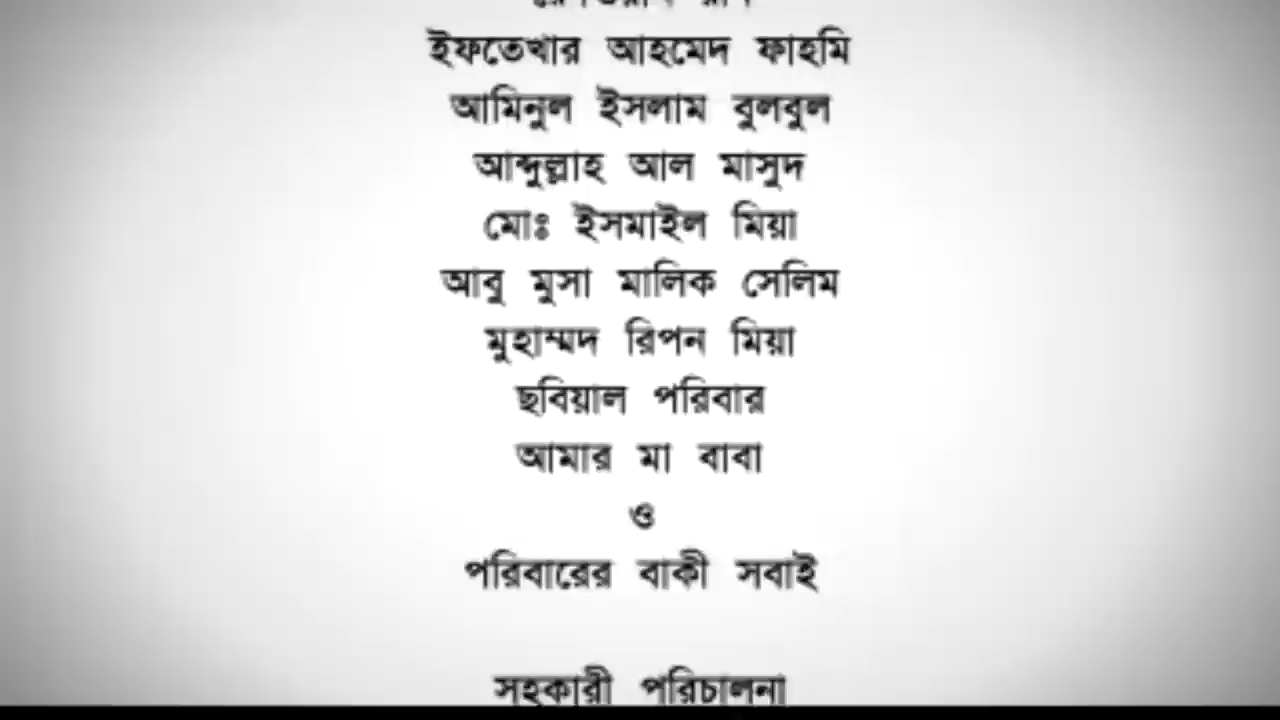 ইফতেখার আহমেদ ফাহমি
আমিনুল ইসলাম বুলবুল
আব্দুল্লাহ আল মাসুদ
মোঃ ইসমাইল মিয়া
আবু মুসা মালিক সেলিম
মুহাম্মদ রিপন মিয়া
ছবিয়াল পরিবার
আমার মা বাবা
ও
পরিবারের বাকী সবাই
সহকারী পরিচালনা